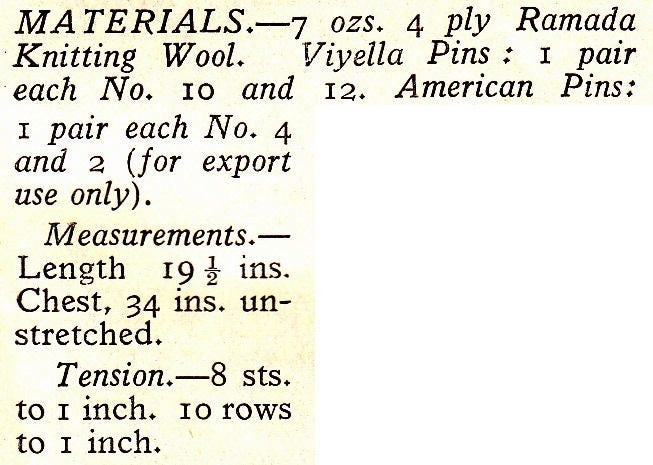 MATERIALS.—7 ozs. 4 ply Ramada
Knitting Wool. Viyella Pins : 1 pair
each No. 10 and 12. American Pins:
1 pair each No. 4
and 2 (for export
use only).
Measurements.—
Length 19 ½ ins.
Chest, 34 ins. un-
stretched.
Tension.—8 sts.
to 1 inch. 10 rows
to 1 inch.